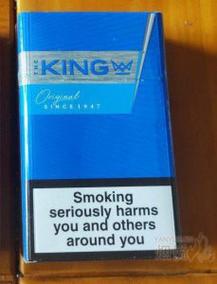 THE KING
Original
SINCE 1947
Smoking
seriously harms
you and others
around you